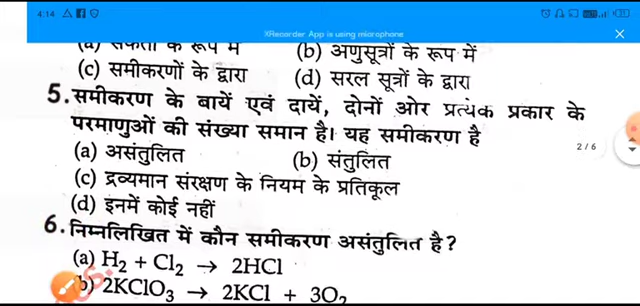 4:14
XRecorder App is using microphone
(a) संकेतों के रूप में
(b) अणुसूत्रों के रूप में
(c) समीकरणों के द्वारा
(d) सरल सूत्रों के द्वारा
5. समीकरण के बायें एवं दायें, दोनों ओर प्रत्येक प्रकार के
परमाणुओं की संख्या समान है। यह समीकरण है
2 / 6
(a) असंतुलित
(b) संतुलित
(c) द्रव्यमान संरक्षण के नियम के प्रतिकूल
(d) इनमें कोई नहीं
6. निम्नलिखित में कौन समीकरण असंतुलित है?
(a) H₂ + Cl₂ → 2HCl
b) 2KClO₃ → 2KCl + 3O₂